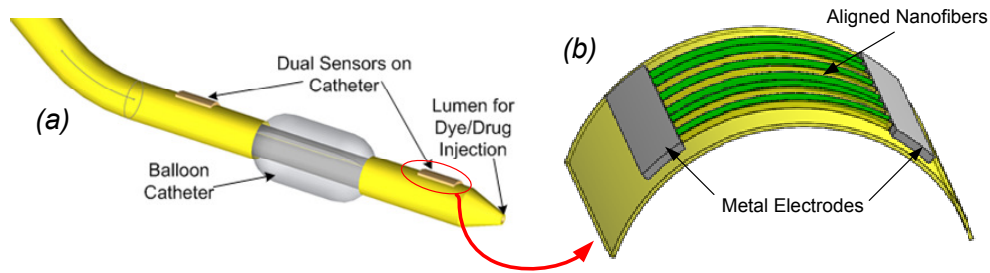 (a)
Dual Sensors on
Catheter
Lumen for
Dye/Drug
Injection
Balloon
Catheter
(b)
Aligned Nanofibers
Metal Electrodes